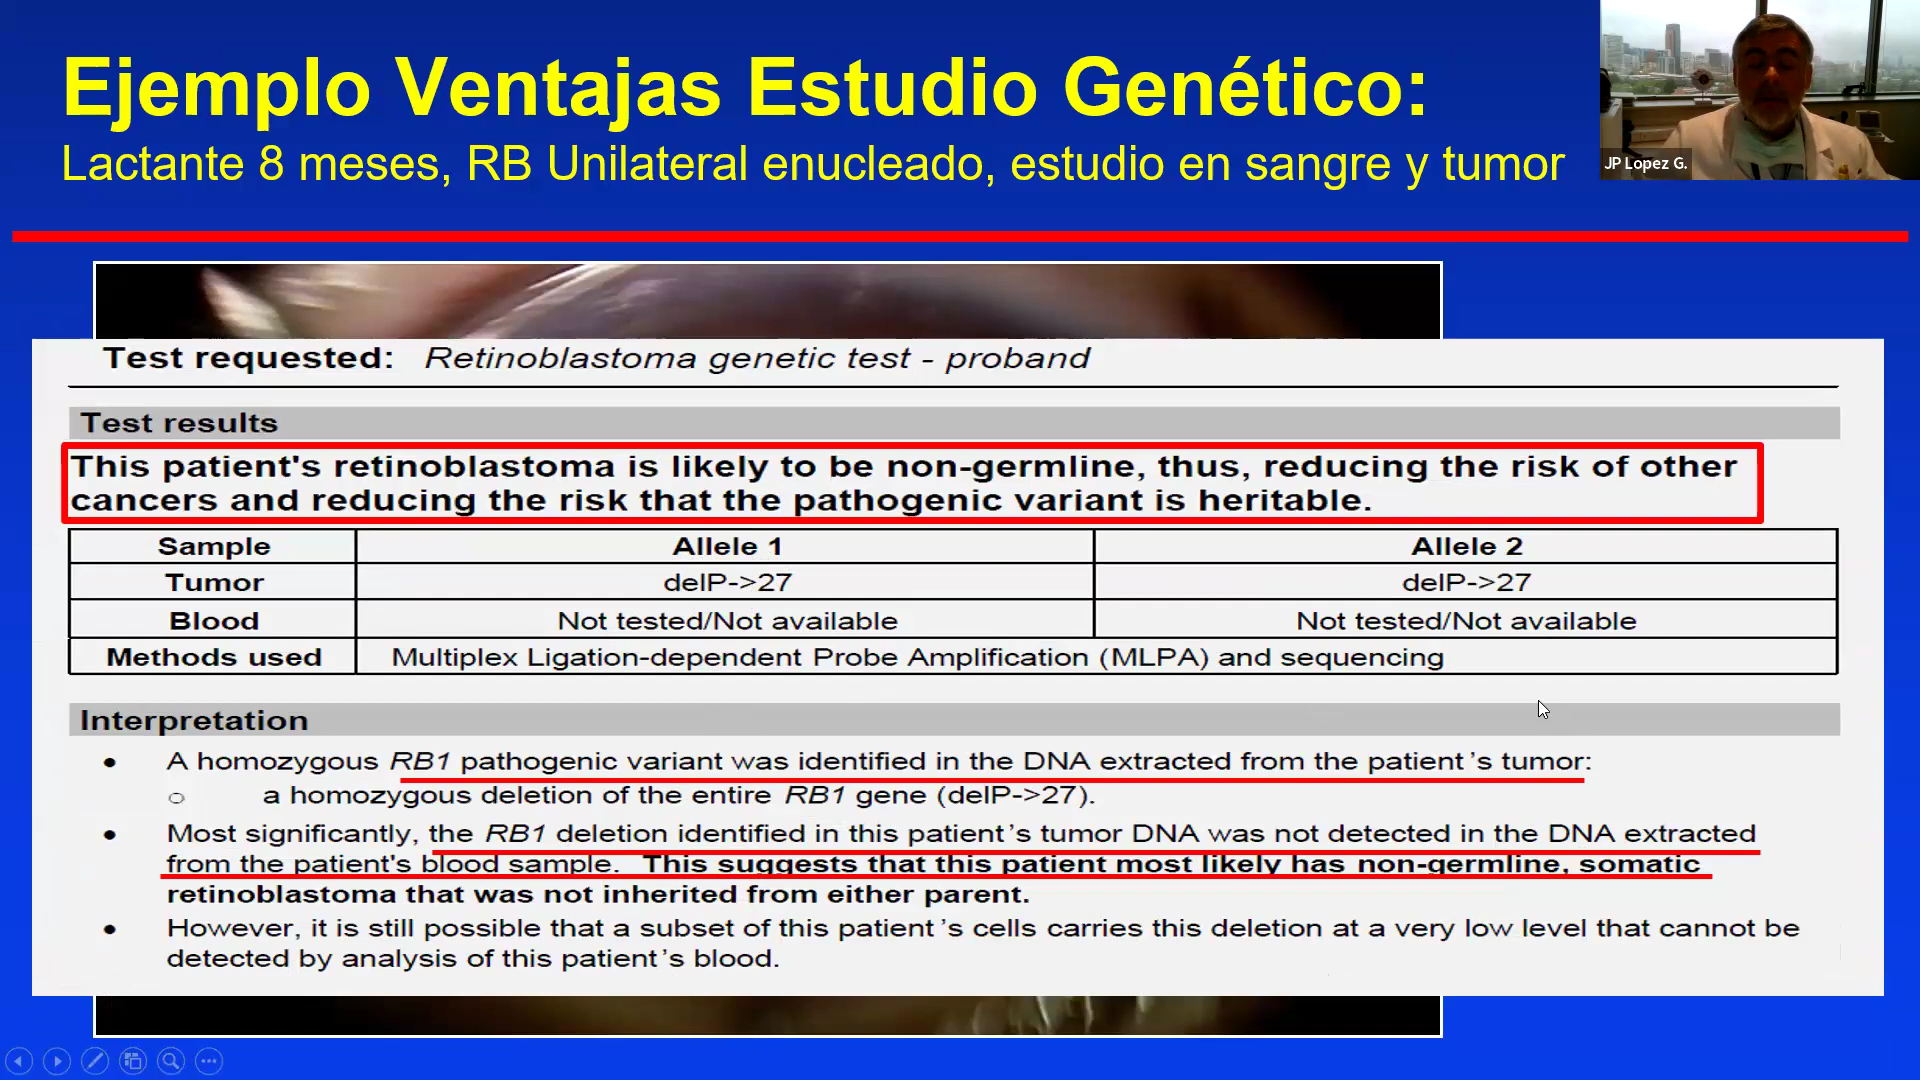 Ejemplo Ventajas Estudio Genético:
Lactante 8 meses, RB Unilateral enucleado, estudio en sangre y tumor
JP Lopez G.
Test requested: Retinoblastoma genetic test - proband
Test results
This patient's retinoblastoma is likely to be non-germline, thus, reducing the risk of other
cancers and reducing the risk that the pathogenic variant is heritable.
Sample Allele 1 Allele 2
Tumor delP->27 delP->27
Blood Not tested/Not available Not tested/Not available
Methods used Multiplex Ligation-dependent Probe Amplification (MLPA) and sequencing
Interpretation
• A homozygous RB1 pathogenic variant was identified in the DNA extracted from the patient's tumor:
○ a homozygous deletion of the entire RB1 gene (delP->27).
• Most significantly, the RB1 deletion identified in this patient's tumor DNA was not detected in the DNA extracted
from the patient's blood sample. This suggests that this patient most likely has non-germline, somatic
retinoblastoma that was not inherited from either parent.
• However, it is still possible that a subset of this patient's cells carries this deletion at a very low level that cannot be
detected by analysis of this patient's blood.